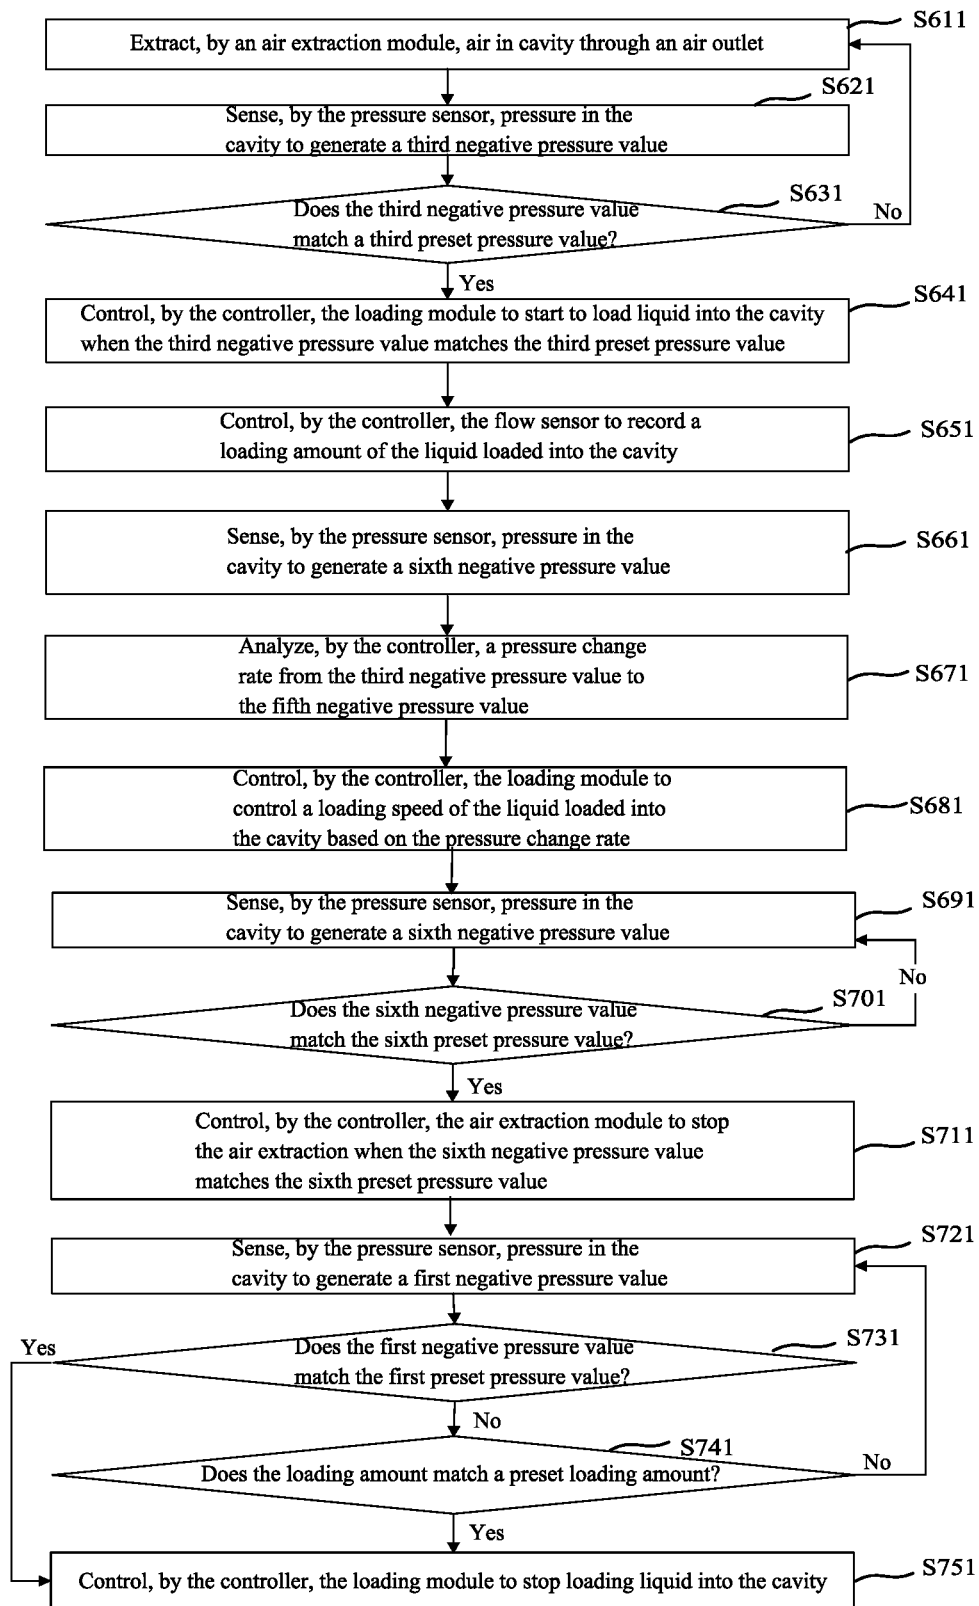 S611
Extract, by an air extraction module, air in cavity through an air outlet
S621
Sense, by the pressure sensor, pressure in the
cavity to generate a third negative pressure value
S631
Does the third negative pressure value
match a third preset pressure value?
No
Yes
S641
Control, by the controller, the loading module to start to load liquid into the cavity
when the third negative pressure value matches the third preset pressure value
S651
Control, by the controller, the flow sensor to record a
loading amount of the liquid loaded into the cavity
S661
Sense, by the pressure sensor, pressure in the
cavity to generate a sixth negative pressure value
S671
Analyze, by the controller, a pressure change
rate from the third negative pressure value to
the fifth negative pressure value
S681
Control, by the controller, the loading module to
control a loading speed of the liquid loaded into
the cavity based on the pressure change rate
S691
Sense, by the pressure sensor, pressure in the
cavity to generate a sixth negative pressure value
No
S701
Does the sixth negative pressure value
match the sixth preset pressure value?
Yes
S711
Control, by the controller, the air extraction module to stop
the air extraction when the sixth negative pressure value
matches the sixth preset pressure value
S721
Sense, by the pressure sensor, pressure in the
cavity to generate a first negative pressure value
Yes
S731
Does the first negative pressure value
match the first preset pressure value?
No
S741
Does the loading amount match a preset loading amount?
No
Yes
S751
Control, by the controller, the loading module to stop loading liquid into the cavity